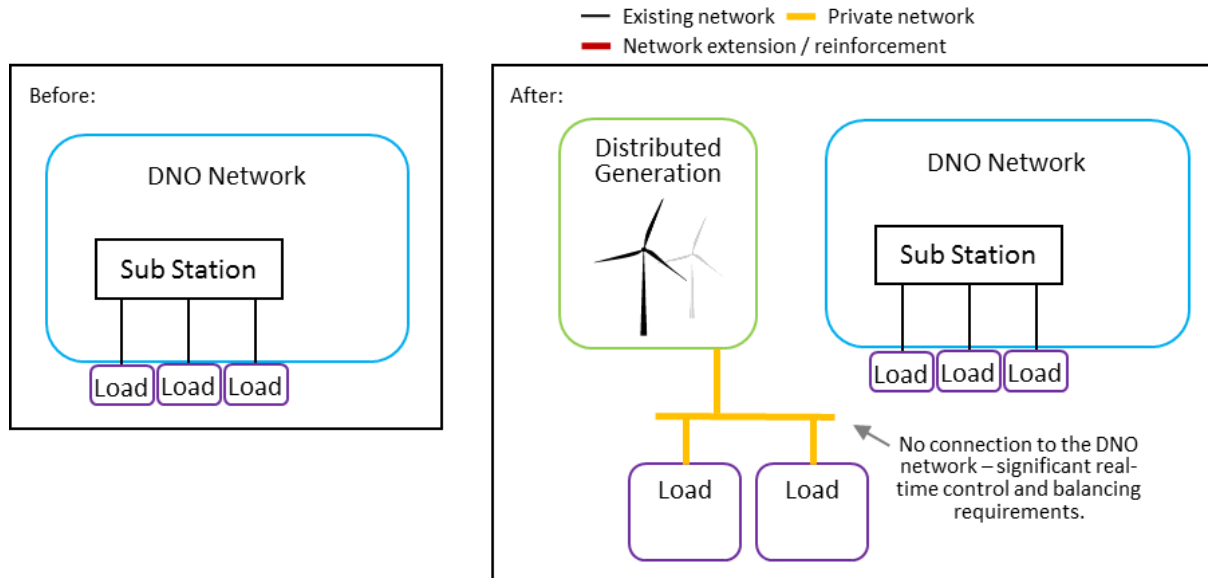 Existing network Private network
Network extension / reinforcement
Before:
DNO Network
Sub Station
Load Load Load
After:
Distributed
Generation
DNO Network
Sub Station
Load Load Load
No connection to the DNO
network – significant real-
time control and balancing
requirements.
Load Load